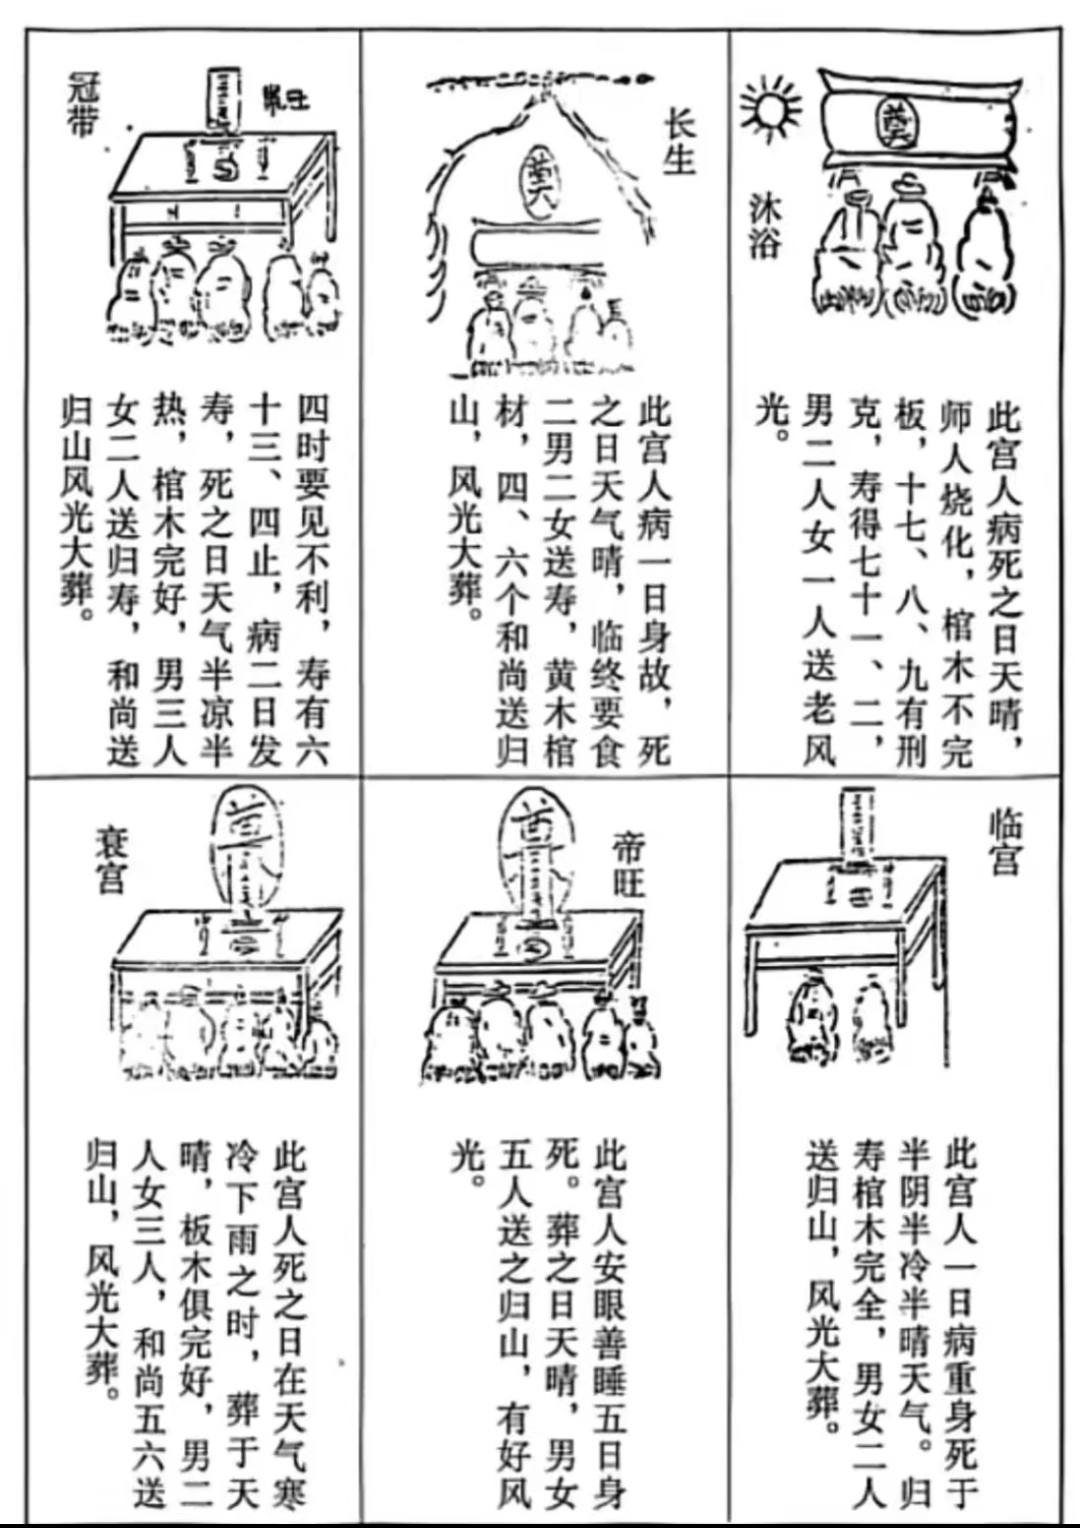 沐浴
奠
此宫人病死之日天晴，
师人烧化，棺木不完
板，十七、八、九有刑
克，寿得七十一、二，
男二人女一人送老风
光。
长生
奠
此宫人病一日身故，死
之日天气晴，临终要食
二男二女送寿，黄木棺
材，四、六个和尚送归
山，风光大葬。
冠带
四时要见不利，寿有六
十三、四止，病二日发
寿，死之日天气半凉半
热，棺木完好，男三人
女二人送归寿，和尚送
归山风光大葬。
临宫
此宫人一日病重身死于
半阴半冷半晴天气。归
寿棺木完全，男女二人
送归山，风光大葬。
帝旺
此宫人安眼善睡五日身
死。葬之日天晴，男女
五人送之归山，有好风
光。
衰宫
此宫人死之日在天气寒
冷下雨之时，葬于天
晴，板木俱完好，男二
人女三人，和尚五六送
归山，风光大葬。